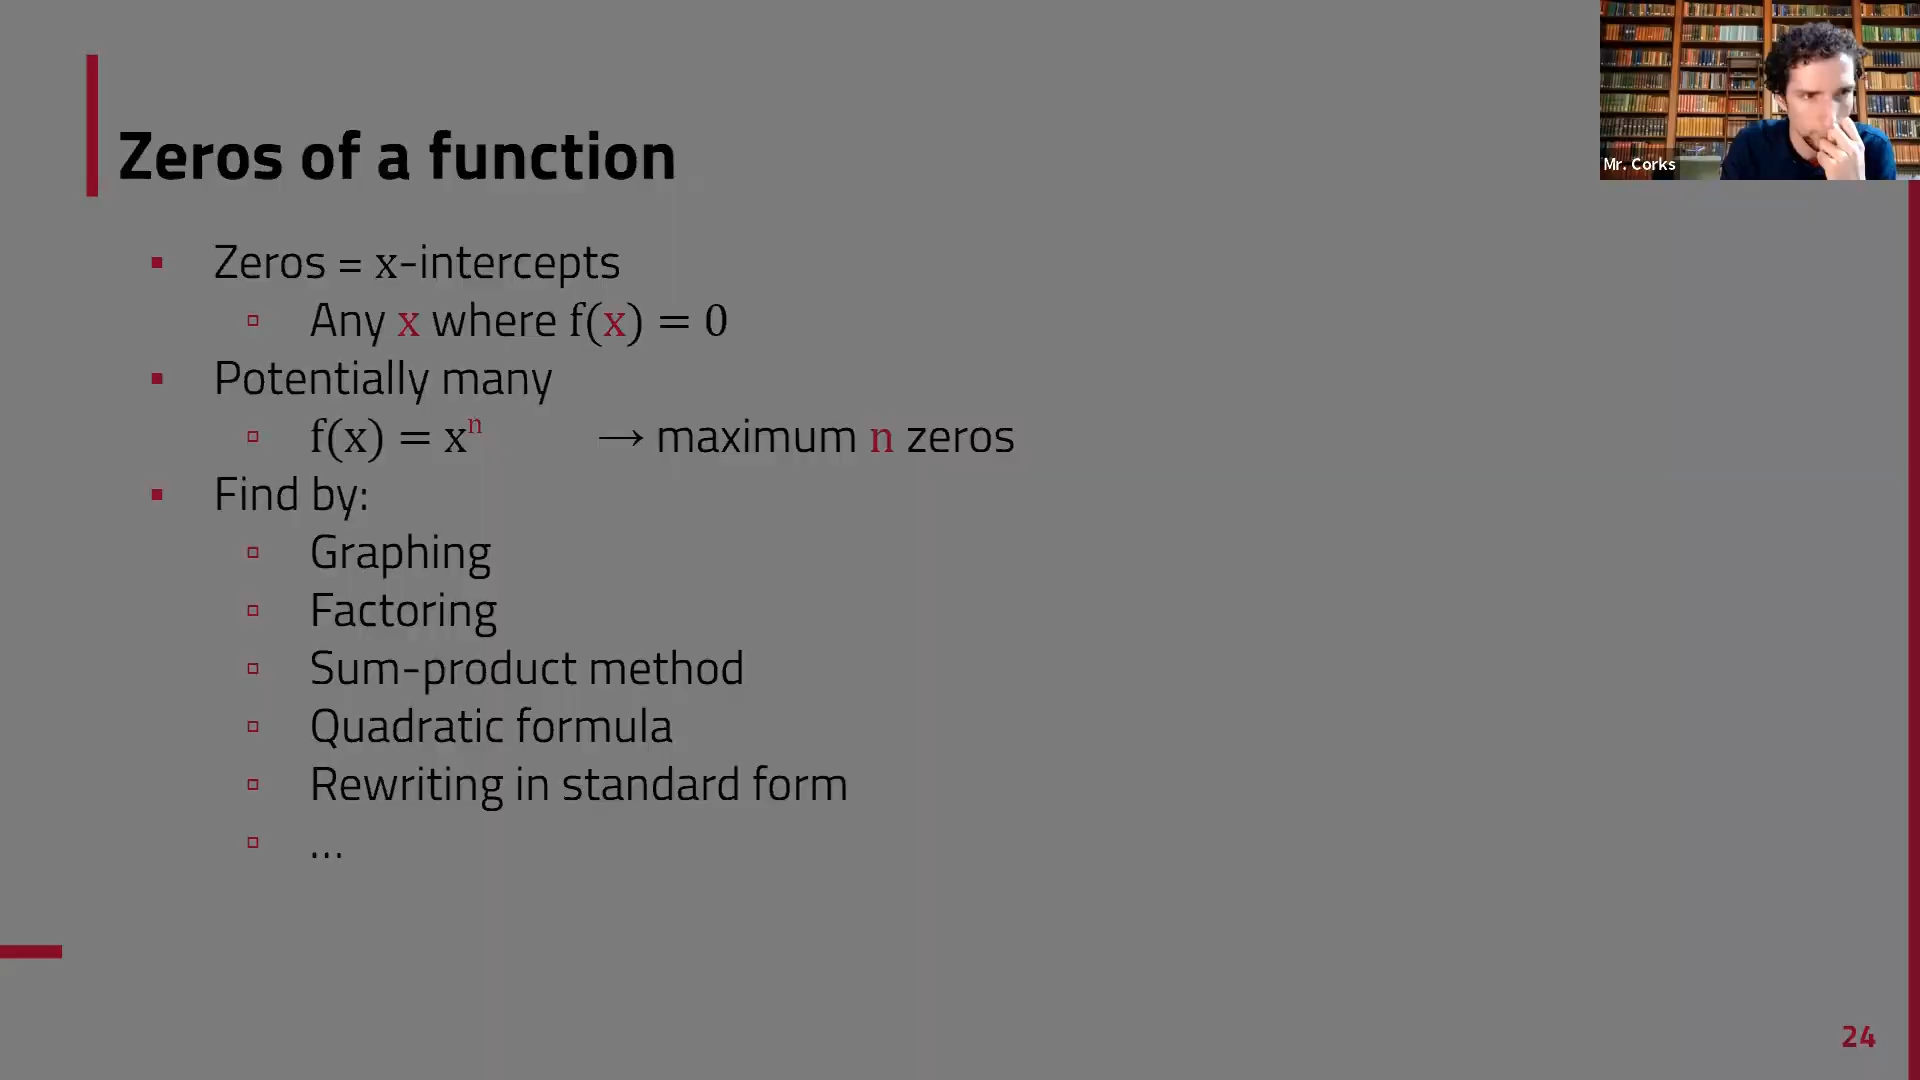 Mr. Corks
Zeros of a function
▪ Zeros = x-intercepts
▫ Any x where f(x) = 0
▪ Potentially many
▫ f(x) = xⁿ → maximum n zeros
▪ Find by:
▫ Graphing
▫ Factoring
▫ Sum-product method
▫ Quadratic formula
▫ Rewriting in standard form
▫ ...
24